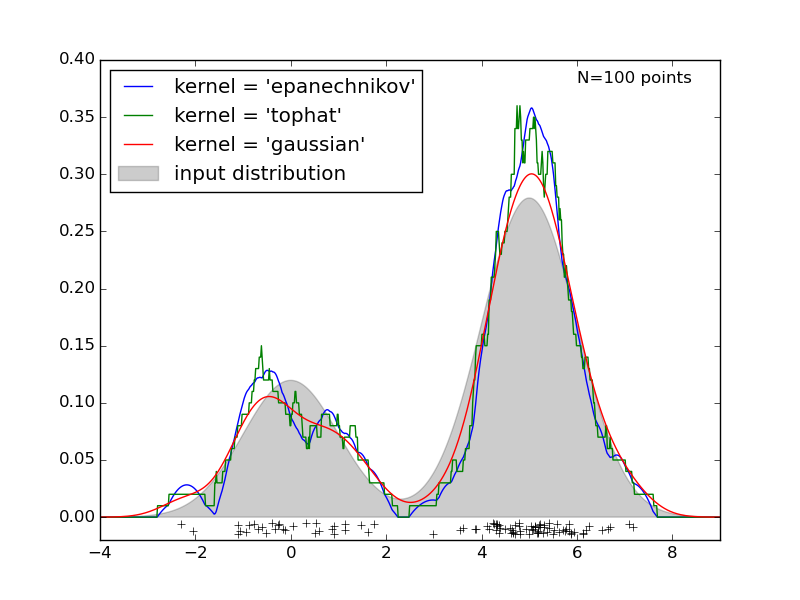 0.40
0.35
0.30
0.25
0.20
0.15
0.10
0.05
0.00
kernel = 'epanechnikov'
kernel = 'tophat'
kernel = 'gaussian'
input distribution
N=100 points
−4 −2 0 2 4 6 8